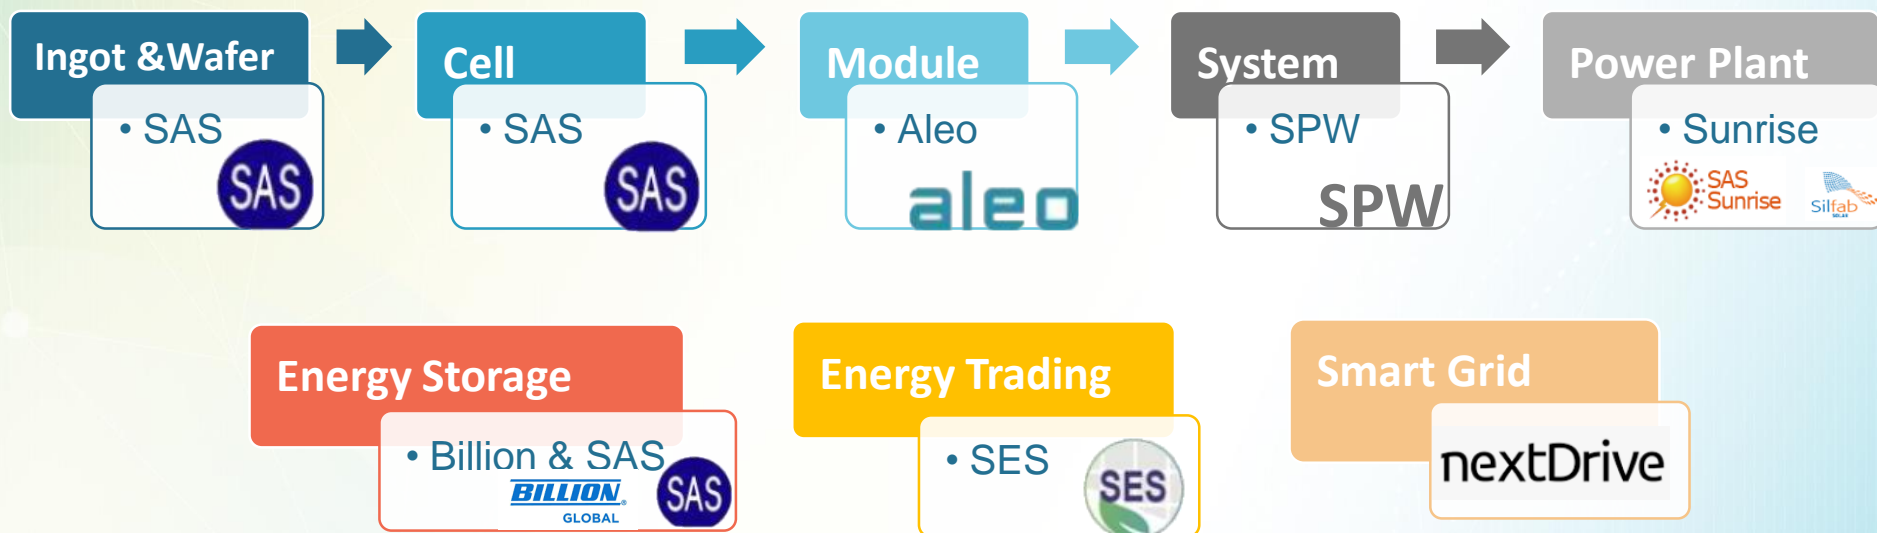 Ingot &Wafer
Cell
Module
System
Power Plant
• SAS
• SAS
• Aleo
• SPW
• Sunrise
SAS
SAS
aleo
SPW
SAS
Sunrise
Silfab
SOLAR
Energy Storage
Energy Trading
Smart Grid
• Billion & SAS
• SES
BILLION®
GLOBAL
SAS
SES
nextDrive